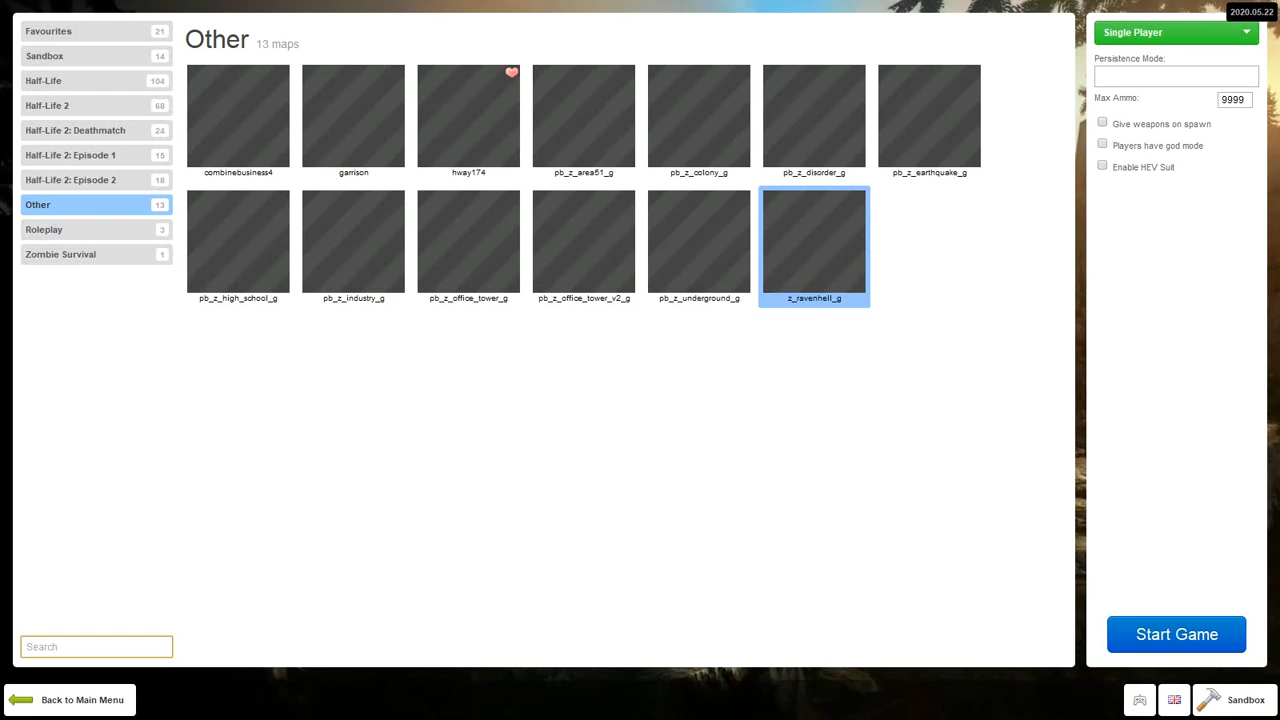 2020.05.22
Favourites 21
Sandbox 14
Half-Life 104
Half-Life 2 68
Half-Life 2: Deathmatch 24
Half-Life 2: Episode 1 15
Half-Life 2: Episode 2 18
Other 13
Roleplay 3
Zombie Survival 1
Search
Other 13 maps
combinebusiness4 garrison hway174 pb_z_area51_g pb_z_colony_g pb_z_disorder_g pb_z_earthquake_g
pb_z_high_school_g pb_z_industry_g pb_z_office_tower_g pb_z_office_tower_v2_g pb_z_underground_g z_ravenhell_g
Single Player
Persistence Mode:
Max Ammo: 9999
Give weapons on spawn
Players have god mode
Enable HEV Suit
Start Game
Back to Main Menu
Sandbox